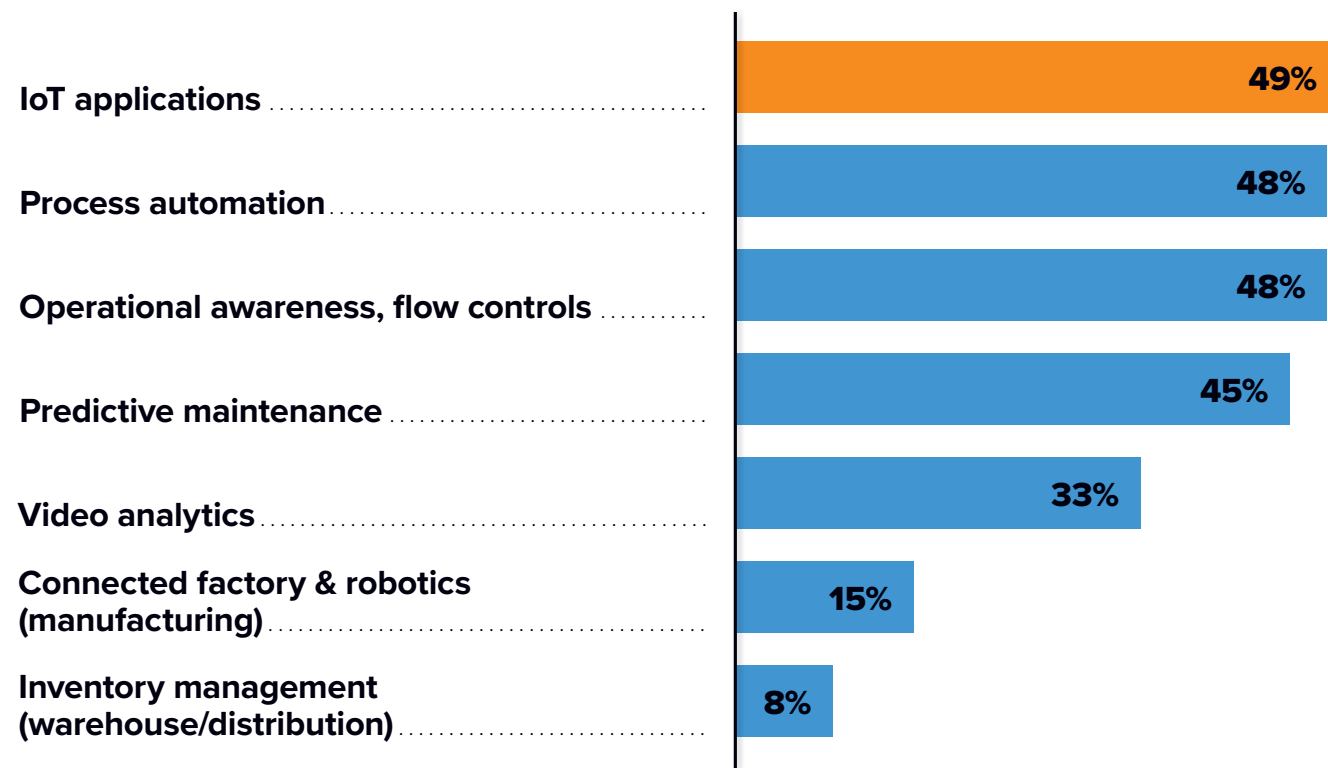 IoT applications 49%
Process automation 48%
Operational awareness, flow controls 48%
Predictive maintenance 45%
Video analytics 33%
Connected factory & robotics
(manufacturing) 15%
Inventory management
(warehouse/distribution) 8%